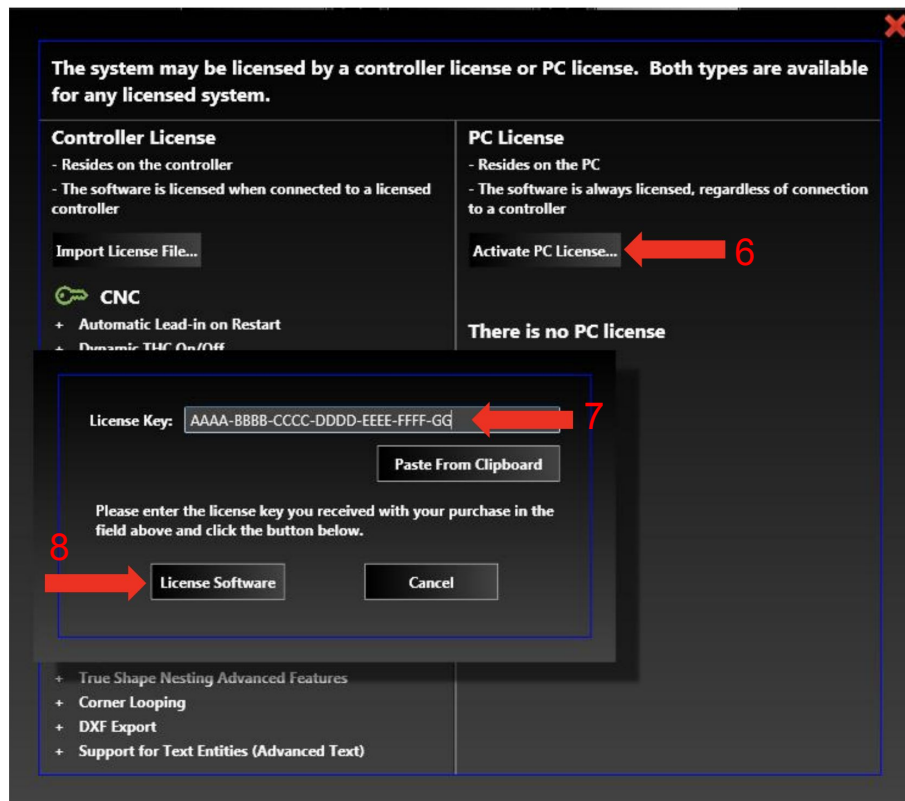 The system may be licensed by a controller license or PC license.  Both types are available
for any licensed system.
Controller License
- Resides on the controller
- The software is licensed when connected to a licensed
controller
Import License File...
CNC
+ Automatic Lead-in on Restart
+ Dynamic THC On/Off
PC License
- Resides on the PC
- The software is always licensed, regardless of connection
to a controller
Activate PC License...
6
There is no PC license
License Key:
AAAA-BBBB-CCCC-DDDD-EEEE-FFFF-GG
7
Paste From Clipboard
Please enter the license key you received with your purchase in the
field above and click the button below.
8
License Software
Cancel
+ True Shape Nesting Advanced Features
+ Corner Looping
+ DXF Export
+ Support for Text Entities (Advanced Text)